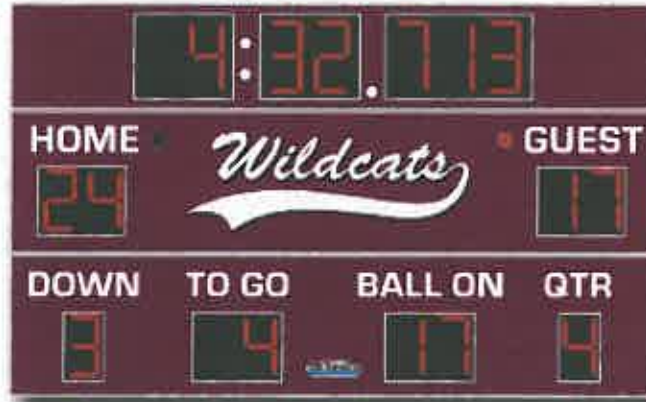 4:32.713
HOME Wildcats GUEST
24 17
DOWN TO GO BALL ON QTR
3 4 17 4